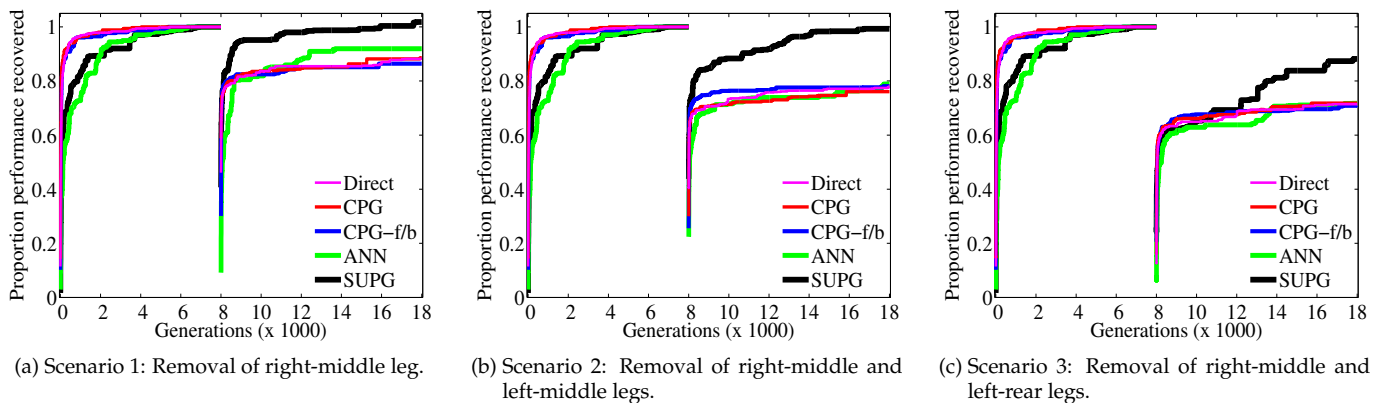 Proportion performance recovered
1
0.8
0.6
0.4
0.2
0
0 2 4 6 8 10 12 14 16 18
Generations (x 1000)
Direct
CPG
CPG−f/b
ANN
SUPG
(a) Scenario 1: Removal of right-middle leg.
Proportion performance recovered
1
0.8
0.6
0.4
0.2
0
0 2 4 6 8 10 12 14 16 18
Generations (x 1000)
Direct
CPG
CPG−f/b
ANN
SUPG
(b) Scenario 2: Removal of right-middle and
left-middle legs.
Proportion performance recovered
1
0.8
0.6
0.4
0.2
0
0 2 4 6 8 10 12 14 16 18
Generations (x 1000)
Direct
CPG
CPG−f/b
ANN
SUPG
(c) Scenario 3: Removal of right-middle and
left-rear legs.